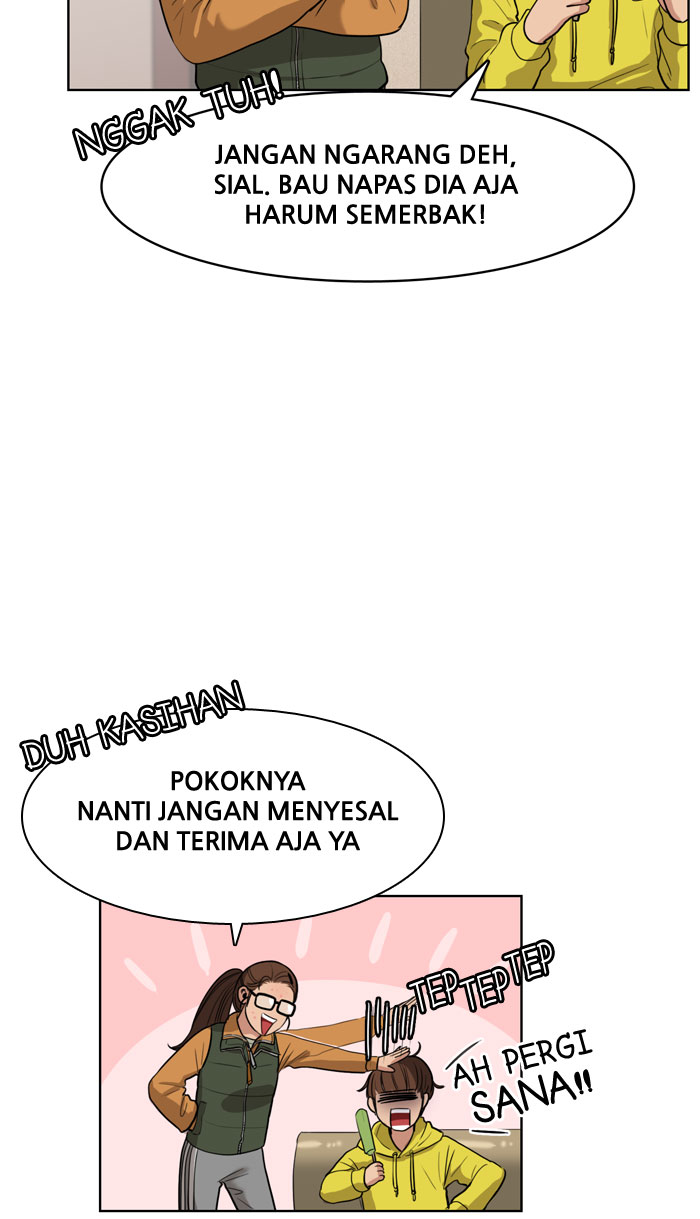 NGGAK TUH!
JANGAN NGARANG DEH,
SIAL. BAU NAPAS DIA AJA
HARUM SEMERBAK!
DUH KASIHAN
POKOKNYA
NANTI JANGAN MENYESAL
DAN TERIMA AJA YA
TEP TEP TEP
AH PERGI
SANA!!